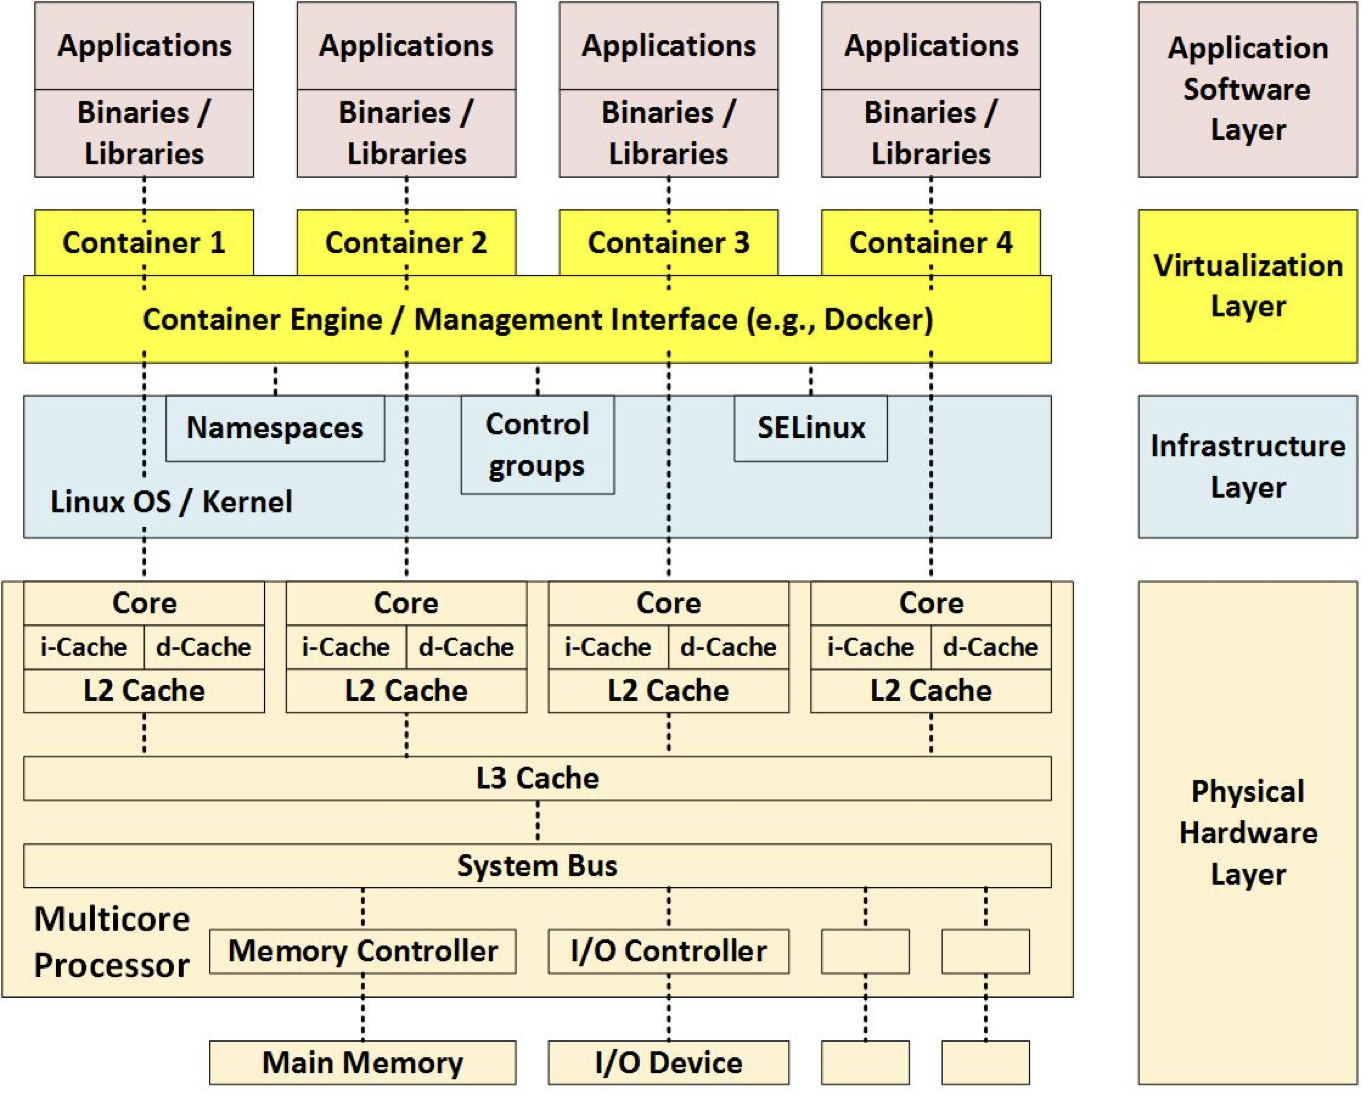 Applications
Applications
Applications
Applications
Application
Software
Layer
Binaries /
Libraries
Binaries /
Libraries
Binaries /
Libraries
Binaries /
Libraries
Container 1
Container 2
Container 3
Container 4
Virtualization
Layer
Container Engine / Management Interface (e.g., Docker)
Namespaces
Control
groups
SELinux
Infrastructure
Layer
Linux OS / Kernel
Core
Core
Core
Core
i-Cache
d-Cache
i-Cache
d-Cache
i-Cache
d-Cache
i-Cache
d-Cache
L2 Cache
L2 Cache
L2 Cache
L2 Cache
L3 Cache
Physical
Hardware
Layer
System Bus
Multicore
Processor
Memory Controller
I/O Controller
Main Memory
I/O Device